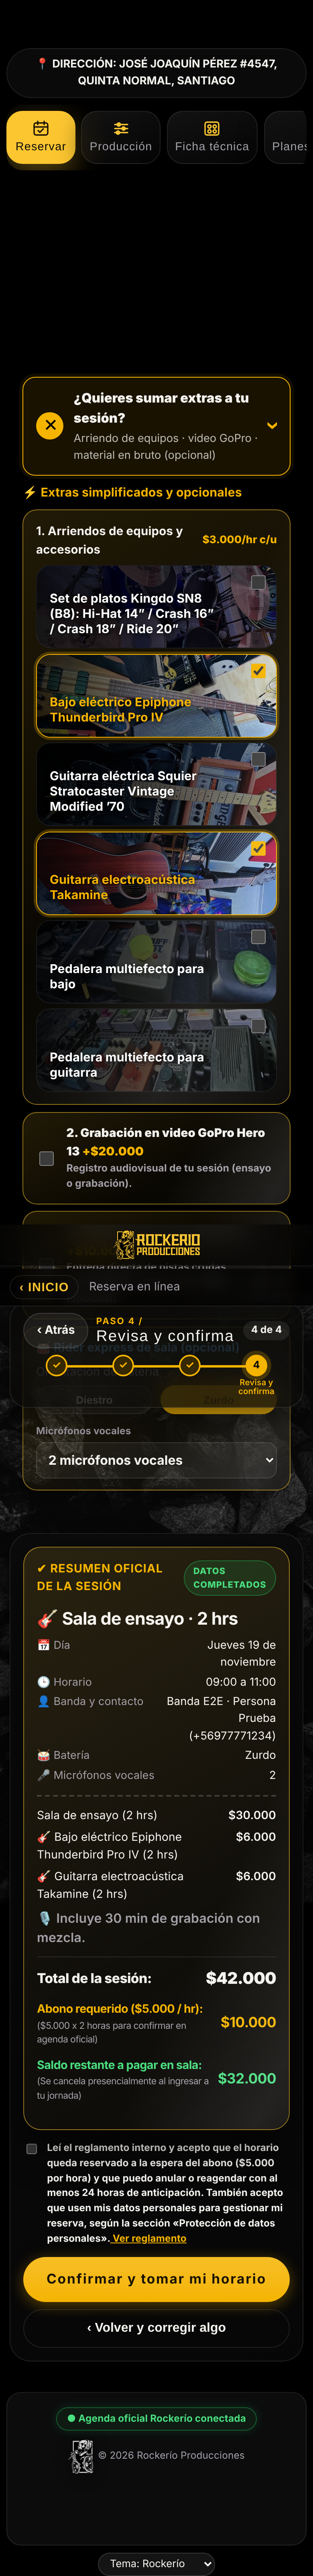 📍 DIRECCIÓN: JOSÉ JOAQUÍN PÉREZ #4547,
QUINTA NORMAL, SANTIAGO
Reservar
Producción
Ficha técnica
Planes
¿Quieres sumar extras a tu
sesión?
Arriendo de equipos · video GoPro ·
material en bruto (opcional)
⚡ Extras simplificados y opcionales
1. Arriendos de equipos y
accesorios
$3.000/hr c/u
Set de platos Kingdo SN8
(B8): Hi-Hat 14” / Crash 16”
/ Crash 18” / Ride 20”
Bajo eléctrico Epiphone
Thunderbird Pro IV
Guitarra eléctrica Squier
Stratocaster Vintage
Modified ’70
Guitarra electroacústica
Takamine
Pedalera multiefecto para
bajo
Pedalera multiefecto para
guitarra
2. Grabación en video GoPro Hero
13 +$20.000
Registro audiovisual de tu sesión (ensayo
o grabación).
ROCKERIO
PRODUCCIONES
‹ INICIO
Reserva en línea
‹ Atrás
PASO 4 /
Revisa y confirma
4 de 4
Rider express de sala (opcional)
4
Revisa y
confirma
Diestro
Zurdo
Micrófonos vocales
2 micrófonos vocales
✔ RESUMEN OFICIAL
DE LA SESIÓN
DATOS
COMPLETADOS
🎸 Sala de ensayo · 2 hrs
📅 Día
Jueves 19 de
noviembre
🕒 Horario
09:00 a 11:00
👤 Banda y contacto
Banda E2E · Persona
Prueba
(+56977771234)
🥁 Batería
Zurdo
🎤 Micrófonos vocales
2
Sala de ensayo (2 hrs)
$30.000
🎸 Bajo eléctrico Epiphone
Thunderbird Pro IV (2 hrs)
$6.000
🎸 Guitarra electroacústica
Takamine (2 hrs)
$6.000
🎙️ Incluye 30 min de grabación con
mezcla.
Total de la sesión:
$42.000
Abono requerido ($5.000 / hr):
($5.000 x 2 horas para confirmar en
agenda oficial)
$10.000
Saldo restante a pagar en sala:
(Se cancela presencialmente al ingresar a
tu jornada)
$32.000
Leí el reglamento interno y acepto que el horario
queda reservado a la espera del abono ($5.000
por hora) y que puedo anular o reagendar con al
menos 24 horas de anticipación. También acepto
que usen mis datos personales para gestionar mi
reserva, según la sección «Protección de datos
personales». Ver reglamento
Confirmar y tomar mi horario
‹ Volver y corregir algo
● Agenda oficial Rockerío conectada
© 2026 Rockerío Producciones
Tema: Rockerío